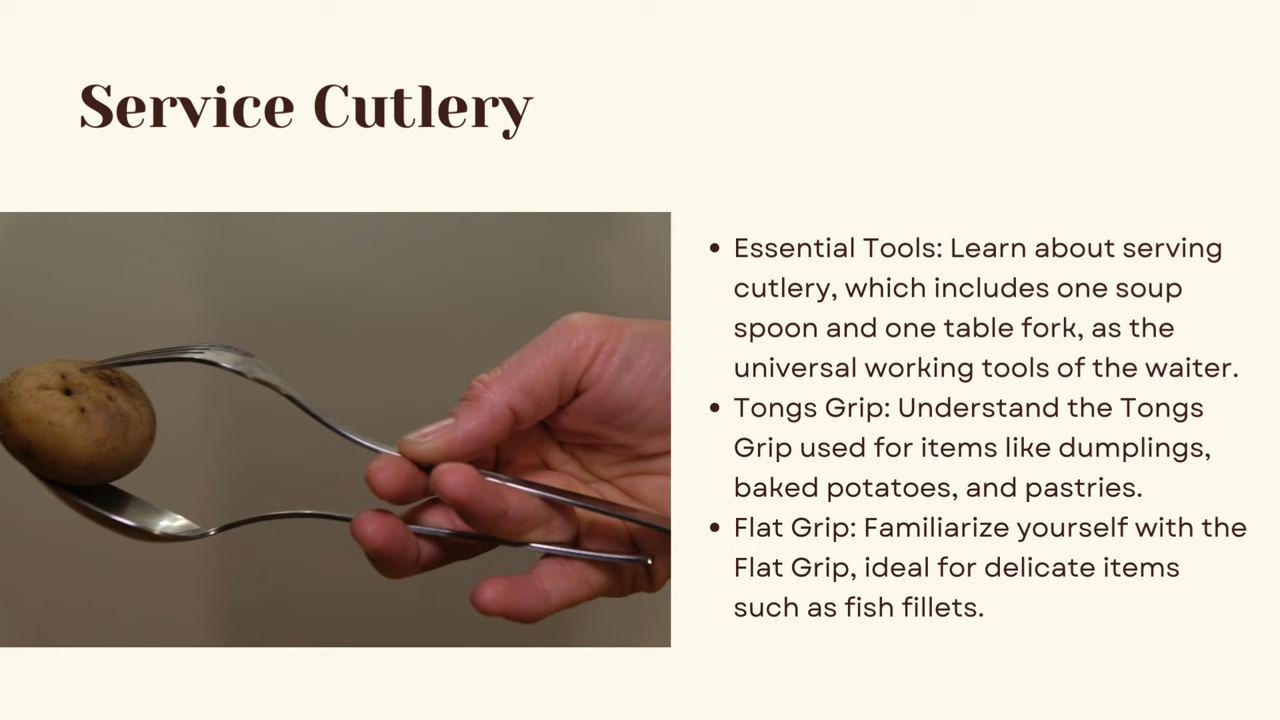 Service Cutlery
• Essential Tools: Learn about serving
cutlery, which includes one soup
spoon and one table fork, as the
universal working tools of the waiter.
• Tongs Grip: Understand the Tongs
Grip used for items like dumplings,
baked potatoes, and pastries.
• Flat Grip: Familiarize yourself with the
Flat Grip, ideal for delicate items
such as fish fillets.